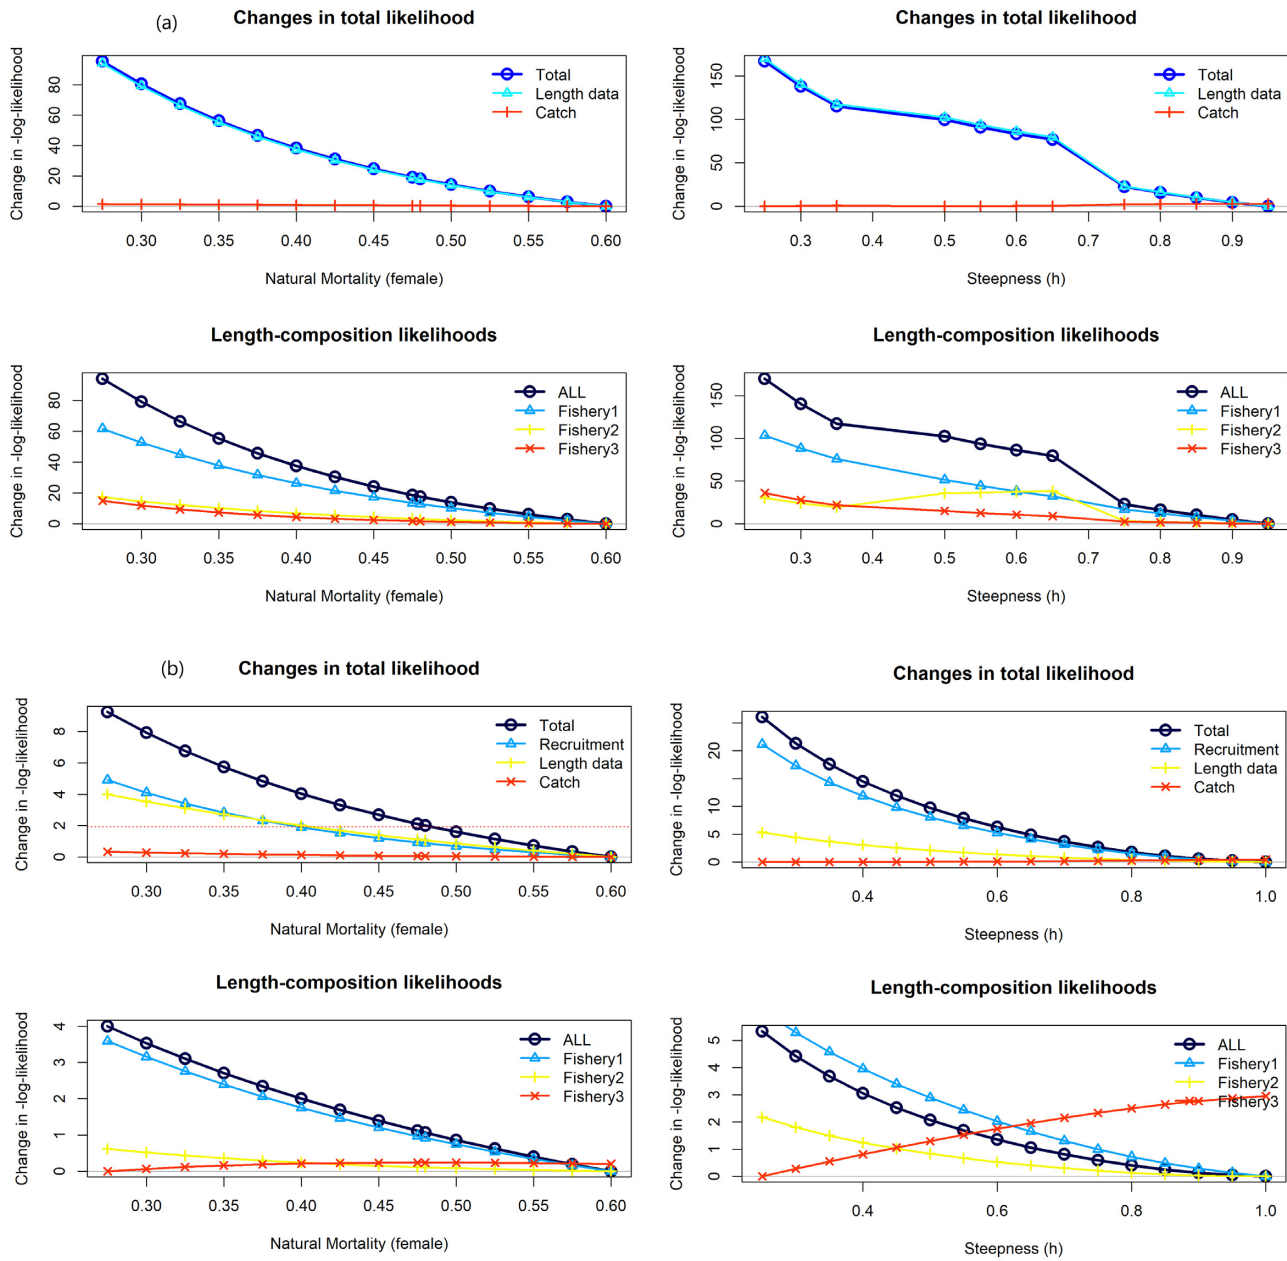 (a)
Changes in total likelihood
Change in -log-likelihood
0 20 40 60 80
Total
Length data
Catch
0.30 0.35 0.40 0.45 0.50 0.55 0.60
Natural Mortality (female)
Changes in total likelihood
Change in -log-likelihood
0 50 100 150
Total
Length data
Catch
0.3 0.4 0.5 0.6 0.7 0.8 0.9
Steepness (h)
Length-composition likelihoods
Change in -log-likelihood
0 20 40 60 80
ALL
Fishery1
Fishery2
Fishery3
0.30 0.35 0.40 0.45 0.50 0.55 0.60
Natural Mortality (female)
Length-composition likelihoods
Change in -log-likelihood
0 50 100 150
ALL
Fishery1
Fishery2
Fishery3
0.3 0.4 0.5 0.6 0.7 0.8 0.9
Steepness (h)
(b)
Changes in total likelihood
Change in -log-likelihood
0 2 4 6 8
Total
Recruitment
Length data
Catch
0.30 0.35 0.40 0.45 0.50 0.55 0.60
Natural Mortality (female)
Changes in total likelihood
Change in -log-likelihood
0 5 10 20
Total
Recruitment
Length data
Catch
0.4 0.6 0.8 1.0
Steepness (h)
Length-composition likelihoods
Change in -log-likelihood
0 1 2 3 4
ALL
Fishery1
Fishery2
Fishery3
0.30 0.35 0.40 0.45 0.50 0.55 0.60
Natural Mortality (female)
Length-composition likelihoods
Change in -log-likelihood
0 1 2 3 4 5
ALL
Fishery1
Fishery2
Fishery3
0.4 0.6 0.8 1.0
Steepness (h)